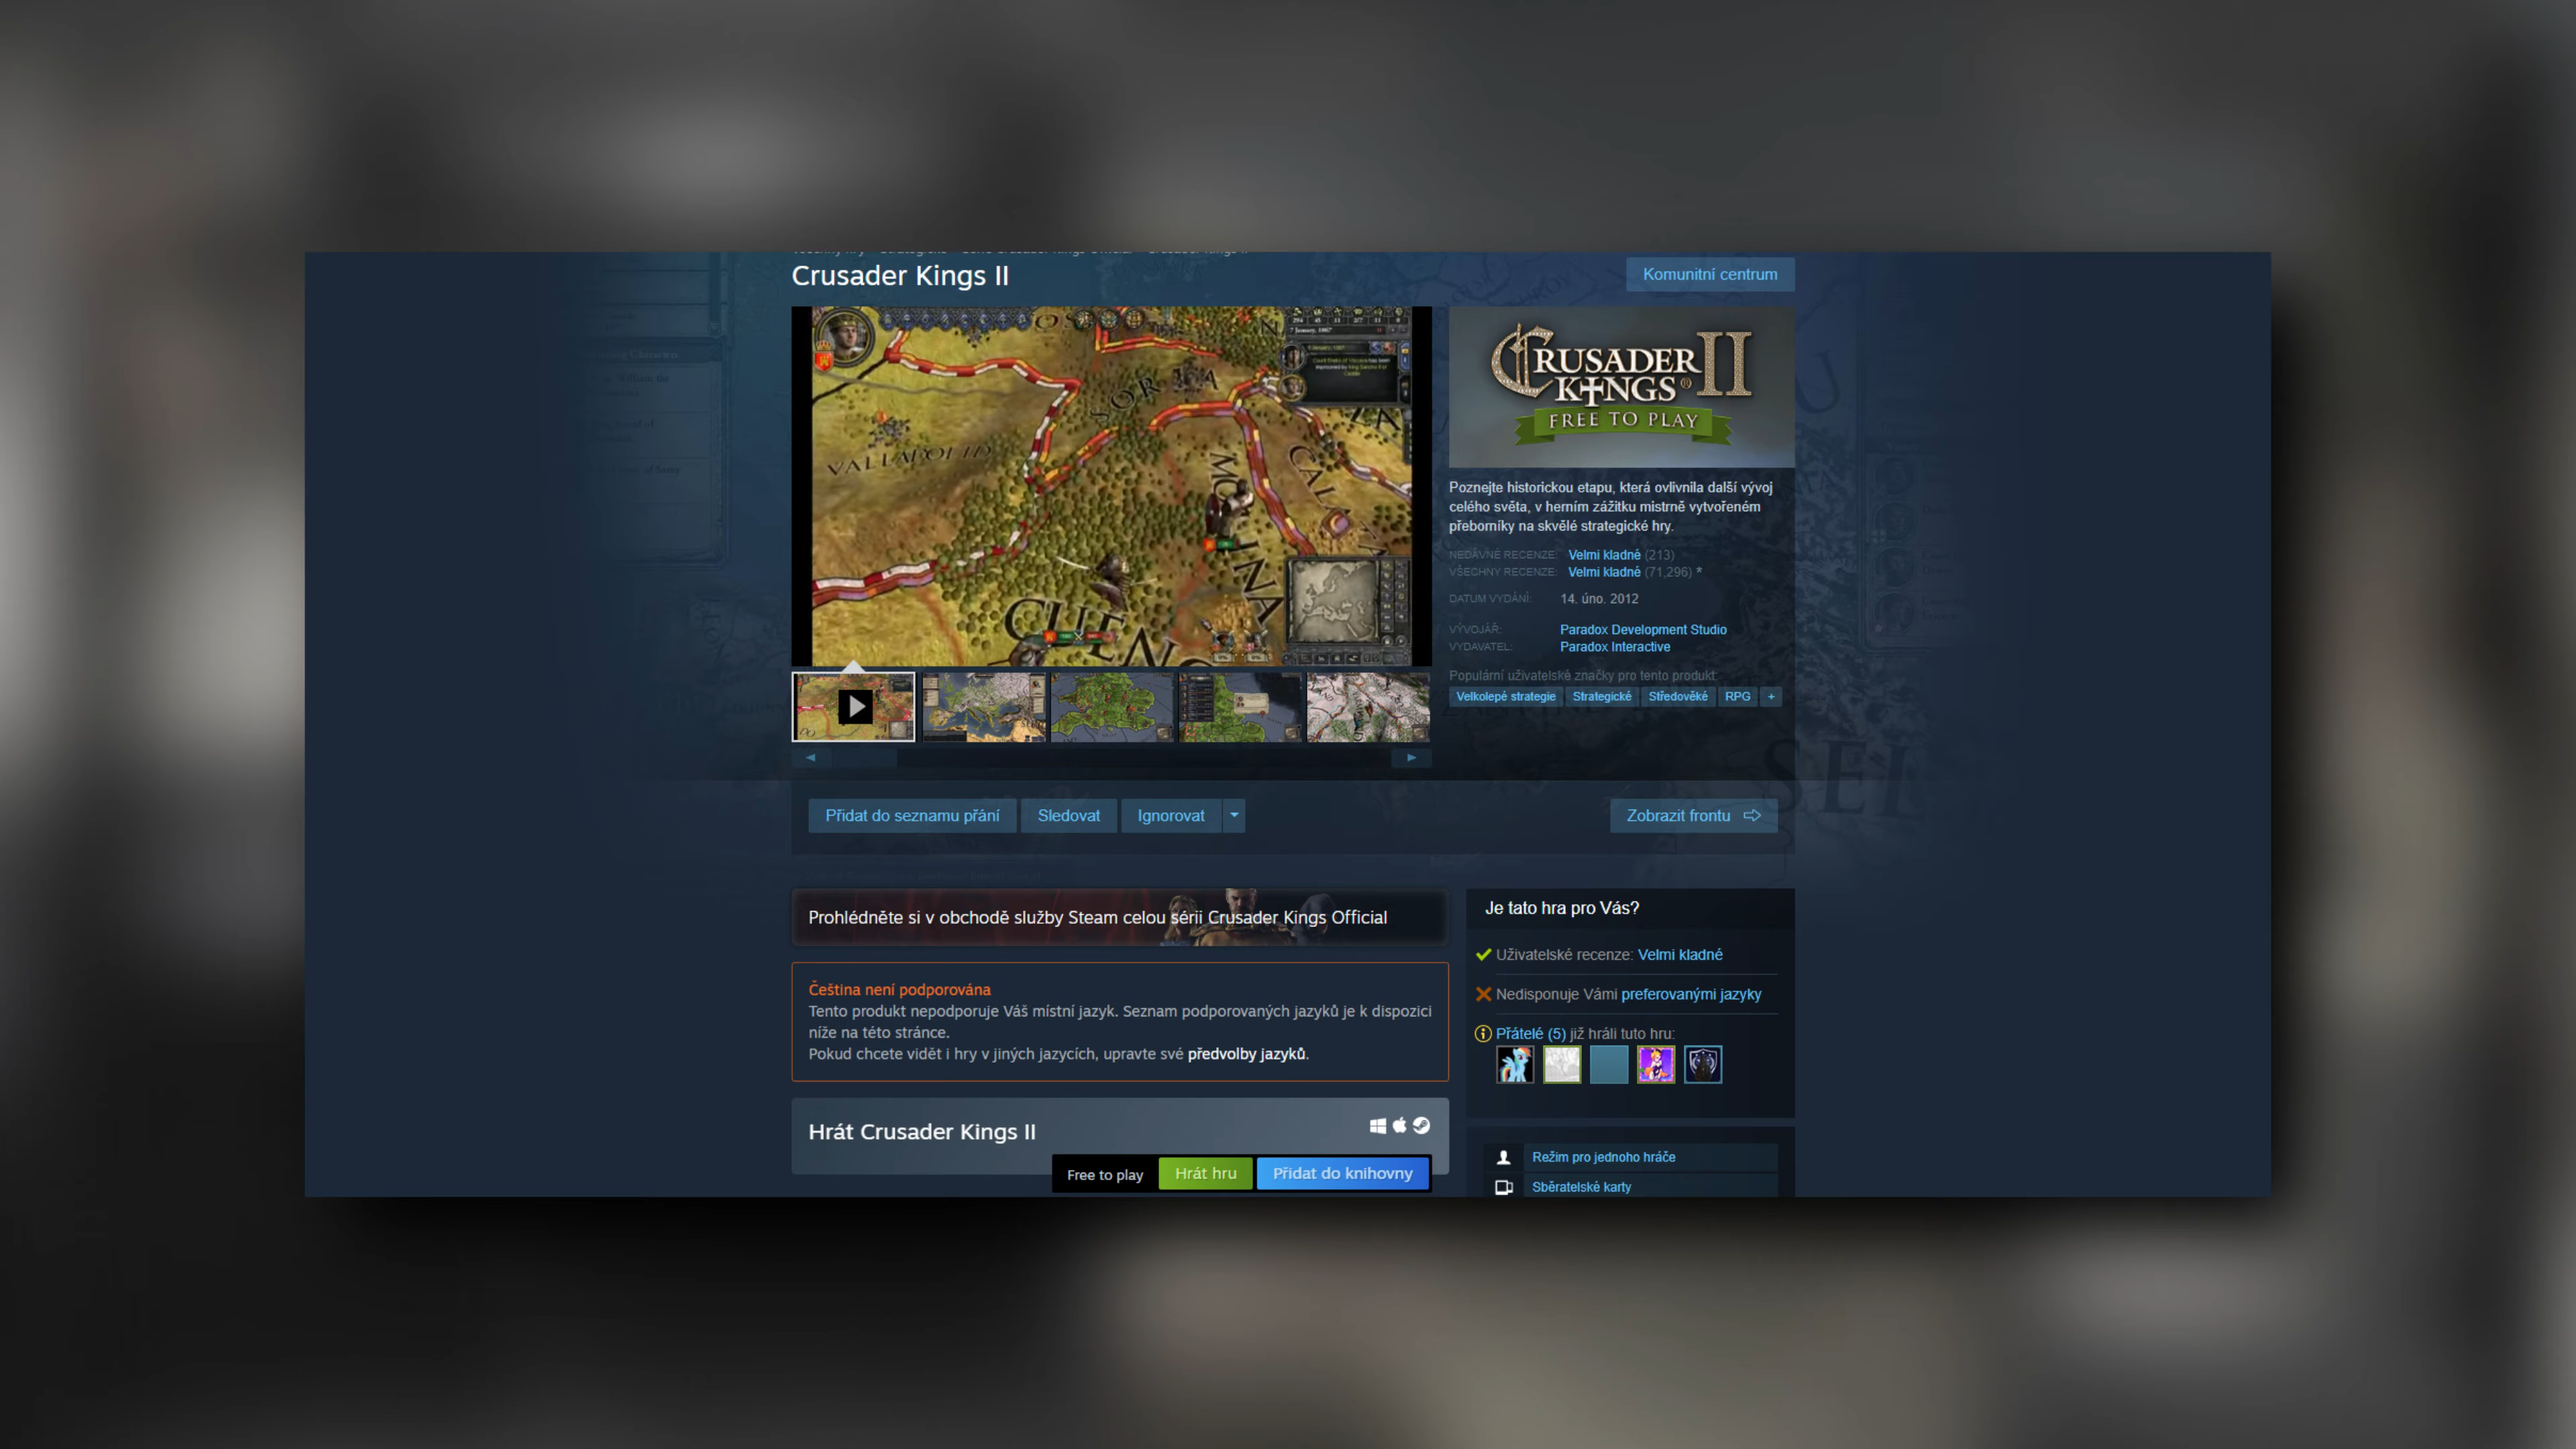 Crusader Kings II
Komunitní centrum
VALLADOLID
SORIA
MOLINA
CUENC
CRUSADER
KINGS® II
FREE TO PLAY
Poznejte historickou etapu, která ovlivnila další vývoj
celého světa, v herním zážitku mistrně vytvořeném
přeborníky na skvělé strategické hry.
NEDÁVNÉ RECENZE: Velmi kladné (213)
VŠECHNY RECENZE: Velmi kladné (71,296) *
DATUM VYDÁNÍ: 14. úno. 2012
VÝVOJÁŘ: Paradox Development Studio
VYDAVATEL: Paradox Interactive
Populární uživatelské značky pro tento produkt:
Velkolepé strategie Strategické Středověké RPG +
Přidat do seznamu přání Sledovat Ignorovat Zobrazit frontu
Prohlédněte si v obchodě služby Steam celou sérii Crusader Kings Official
Čeština není podporována
Tento produkt nepodporuje Váš místní jazyk. Seznam podporovaných jazyků je k dispozici
níže na této stránce.
Pokud chcete vidět i hry v jiných jazycích, upravte své předvolby jazyků.
Hrát Crusader Kings II
Free to play Hrát hru Přidat do knihovny
Je tato hra pro Vás?
Uživatelské recenze: Velmi kladné
Nedisponuje Vámi preferovanými jazyky
Přátelé (5) již hráli tuto hru:
Režim pro jednoho hráče
Sběratelské karty